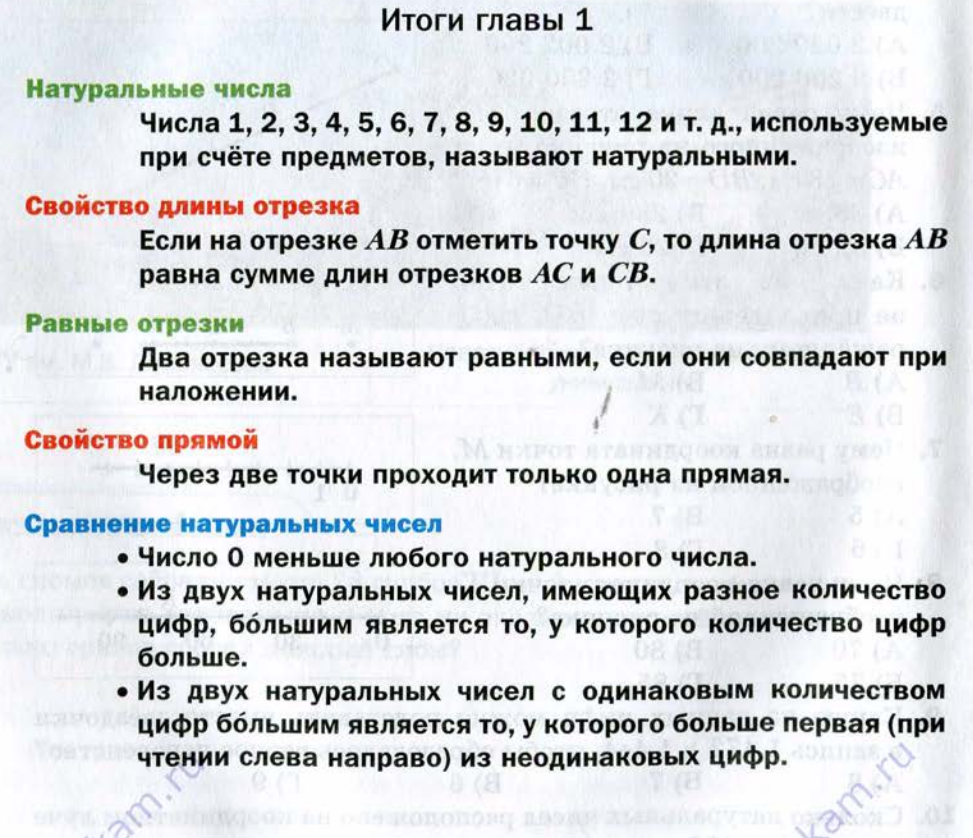 Итоги главы 1
Натуральные числа
Числа 1, 2, 3, 4, 5, 6, 7, 8, 9, 10, 11, 12 и т. д., используемые
при счёте предметов, называют натуральными.
Свойство длины отрезка
Если на отрезке AB отметить точку C, то длина отрезка AB
равна сумме длин отрезков AC и CB.
Равные отрезки
Два отрезка называют равными, если они совпадают при
наложении.
Свойство прямой
Через две точки проходит только одна прямая.
Сравнение натуральных чисел
• Число 0 меньше любого натурального числа.
• Из двух натуральных чисел, имеющих разное количество
цифр, бо́льшим является то, у которого количество цифр
больше.
• Из двух натуральных чисел с одинаковым количеством
цифр бо́льшим является то, у которого больше первая (при
чтении слева направо) из неодинаковых цифр.